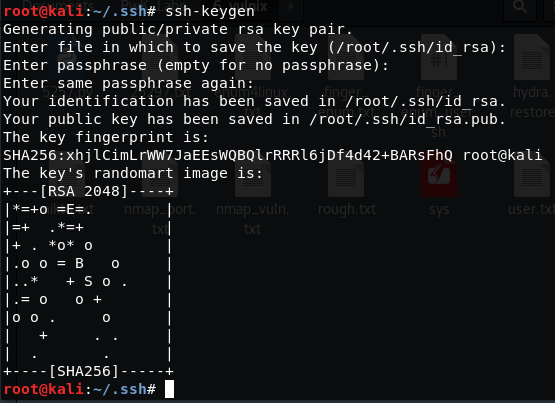 root@kali:~/.ssh# ssh-keygen
Generating public/private rsa key pair.
Enter file in which to save the key (/root/.ssh/id_rsa):
Enter passphrase (empty for no passphrase):
Enter same passphrase again:
Your identification has been saved in /root/.ssh/id_rsa.
Your public key has been saved in /root/.ssh/id_rsa.pub.
The key fingerprint is:
SHA256:xhjlCimLrWW7JaEEsWQBQlrRRRl6jDf4d42+BARsFhQ root@kali
The key's randomart image is:
+---[RSA 2048]----+
|*=+o =E=.        |
|=+  .*=+         |
|+ . *o* o        |
|.o o = B   o     |
|..*   + S o .    |
|.= o   o +       |
|o o .     o      |
|   +     . .     |
|  .       .      |
+----[SHA256]-----+
root@kali:~/.ssh#
hydra.
restore
nmap_port.
txt
nmap_vuln.
txt
rough.txt
sys
user.txt